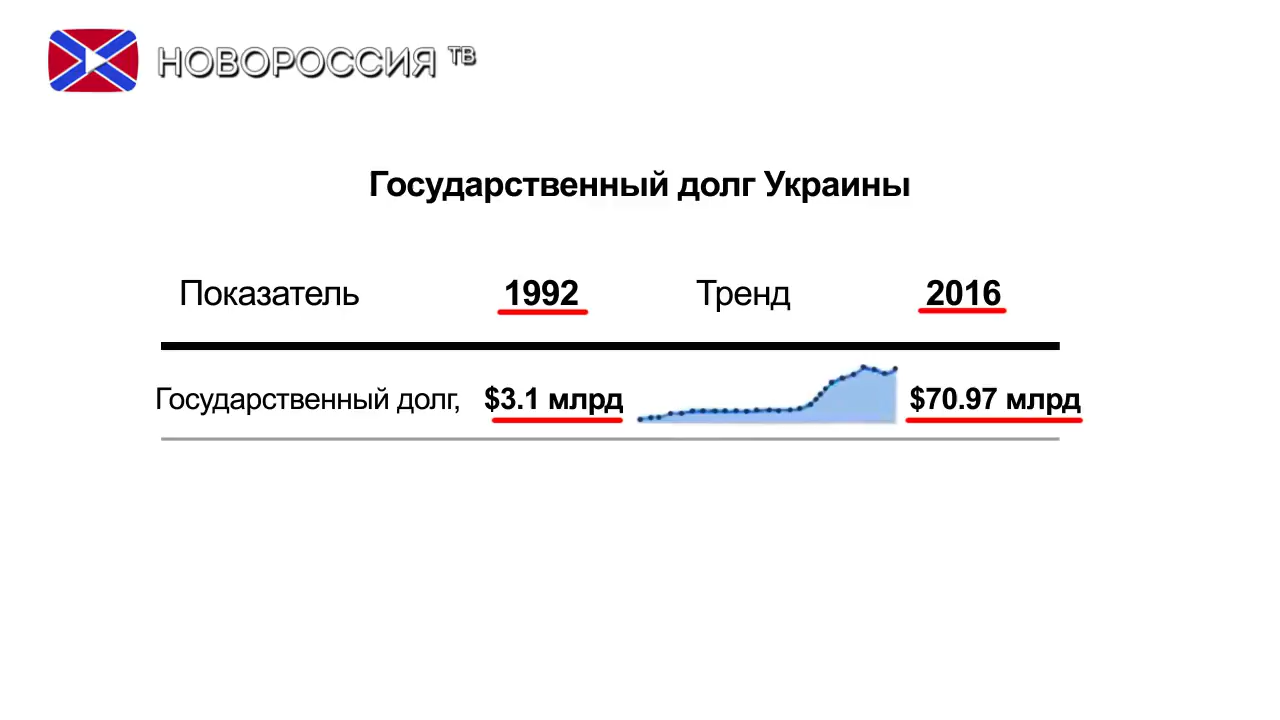 НОВОРОССИЯ ТВ
Государственный долг Украины
Показатель 1992 Тренд 2016
Государственный долг, $3.1 млрд $70.97 млрд